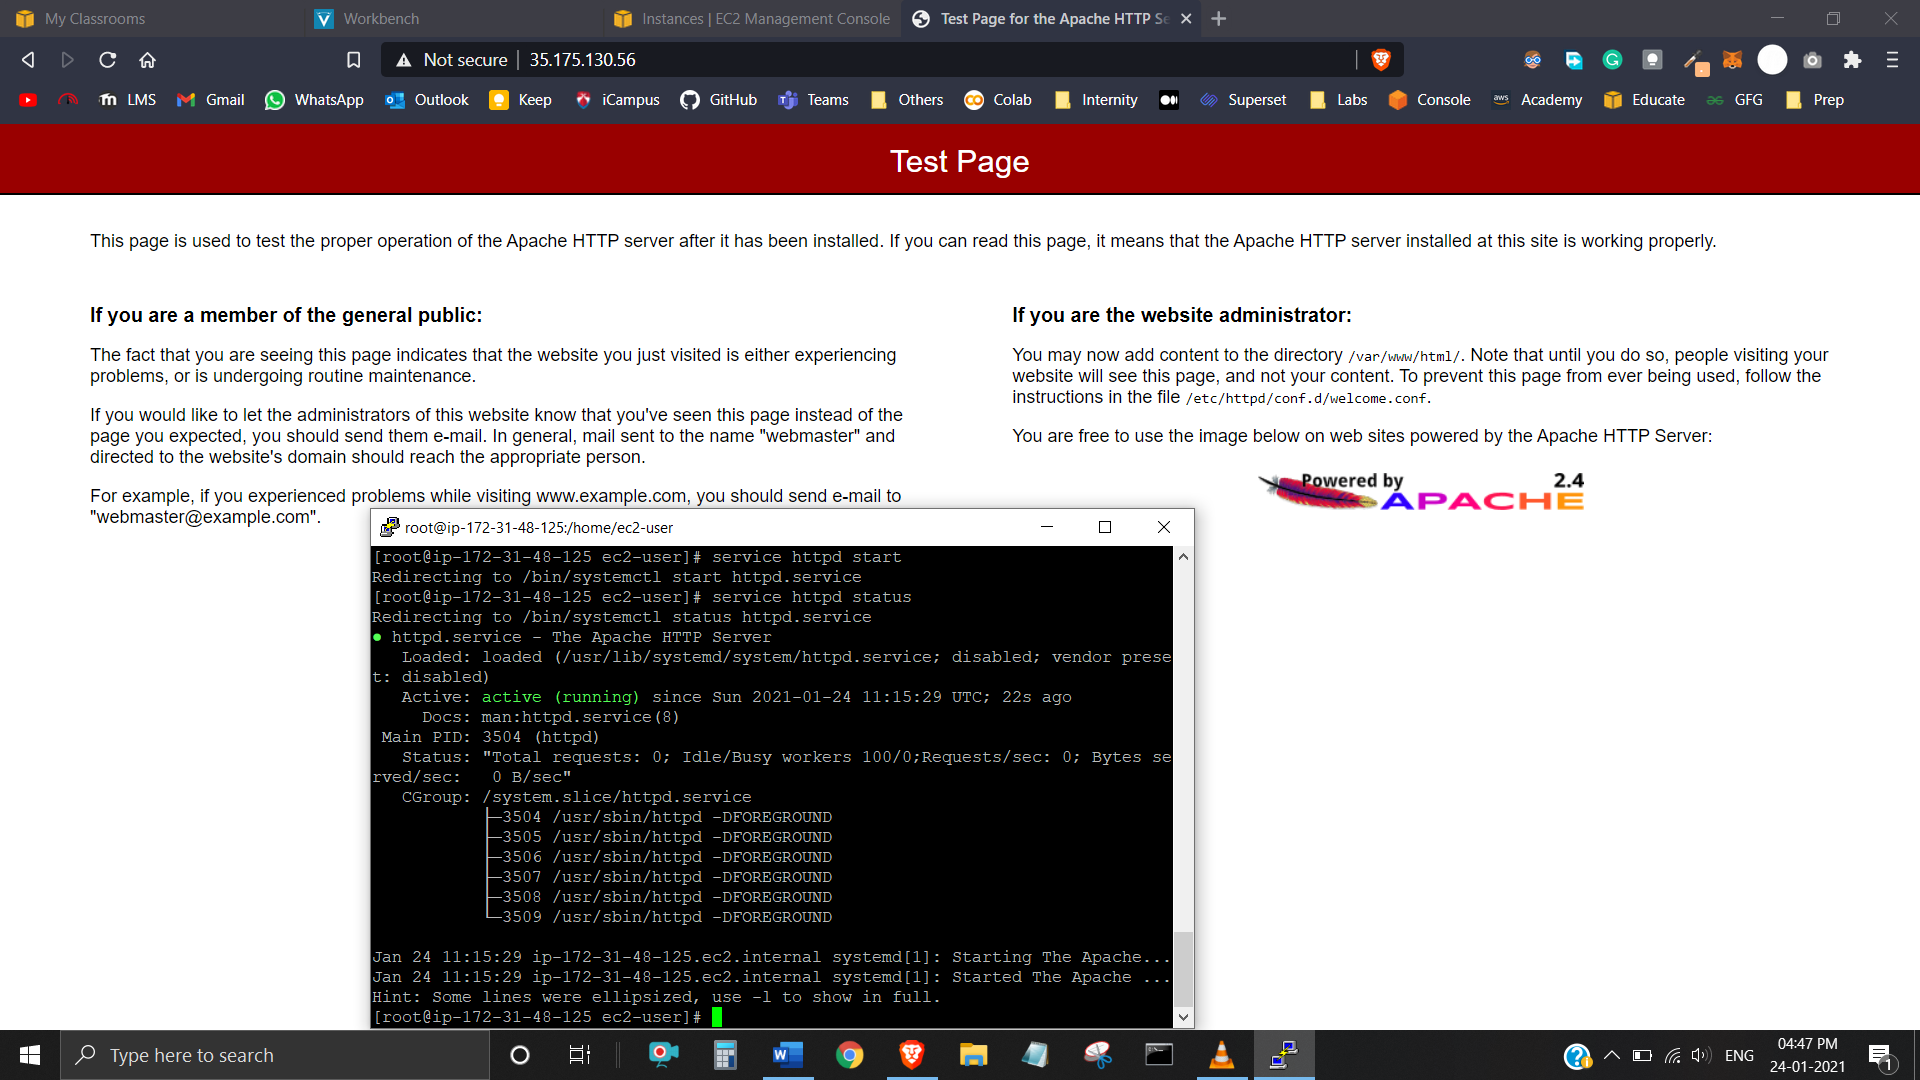 My Classrooms
Workbench
Instances | EC2 Management Console
Test Page for the Apache HTTP Se
Not secure
35.175.130.56
LMS
Gmail
WhatsApp
Outlook
Keep
iCampus
GitHub
Teams
Others
Colab
Internity
Superset
Labs
Console
aws
Academy
Educate
GFG
Prep
Test Page
This page is used to test the proper operation of the Apache HTTP server after it has been installed. If you can read this page, it means that the Apache HTTP server installed at this site is working properly.
If you are a member of the general public:
The fact that you are seeing this page indicates that the website you just visited is either experiencing
problems, or is undergoing routine maintenance.
If you would like to let the administrators of this website know that you've seen this page instead of the
page you expected, you should send them e-mail. In general, mail sent to the name "webmaster" and
directed to the website's domain should reach the appropriate person.
For example, if you experienced problems while visiting www.example.com, you should send e-mail to
"webmaster@example.com".
If you are the website administrator:
You may now add content to the directory /var/www/html/. Note that until you do so, people visiting your
website will see this page, and not your content. To prevent this page from ever being used, follow the
instructions in the file /etc/httpd/conf.d/welcome.conf.
You are free to use the image below on web sites powered by the Apache HTTP Server:
Powered by 2.4
APACHE
root@ip-172-31-48-125:/home/ec2-user
[root@ip-172-31-48-125 ec2-user]# service httpd start
Redirecting to /bin/systemctl start httpd.service
[root@ip-172-31-48-125 ec2-user]# service httpd status
Redirecting to /bin/systemctl status httpd.service
● httpd.service - The Apache HTTP Server
Loaded: loaded (/usr/lib/systemd/system/httpd.service; disabled; vendor prese
t: disabled)
Active: active (running) since Sun 2021-01-24 11:15:29 UTC; 22s ago
Docs: man:httpd.service(8)
Main PID: 3504 (httpd)
Status: "Total requests: 0; Idle/Busy workers 100/0;Requests/sec: 0; Bytes se
rved/sec:   0 B/sec"
CGroup: /system.slice/httpd.service
├─3504 /usr/sbin/httpd -DFOREGROUND
├─3505 /usr/sbin/httpd -DFOREGROUND
├─3506 /usr/sbin/httpd -DFOREGROUND
├─3507 /usr/sbin/httpd -DFOREGROUND
├─3508 /usr/sbin/httpd -DFOREGROUND
└─3509 /usr/sbin/httpd -DFOREGROUND
Jan 24 11:15:29 ip-172-31-48-125.ec2.internal systemd[1]: Starting The Apache...
Jan 24 11:15:29 ip-172-31-48-125.ec2.internal systemd[1]: Started The Apache ...
Hint: Some lines were ellipsized, use -l to show in full.
[root@ip-172-31-48-125 ec2-user]#
Type here to search
ENG
04:47 PM
24-01-2021
1